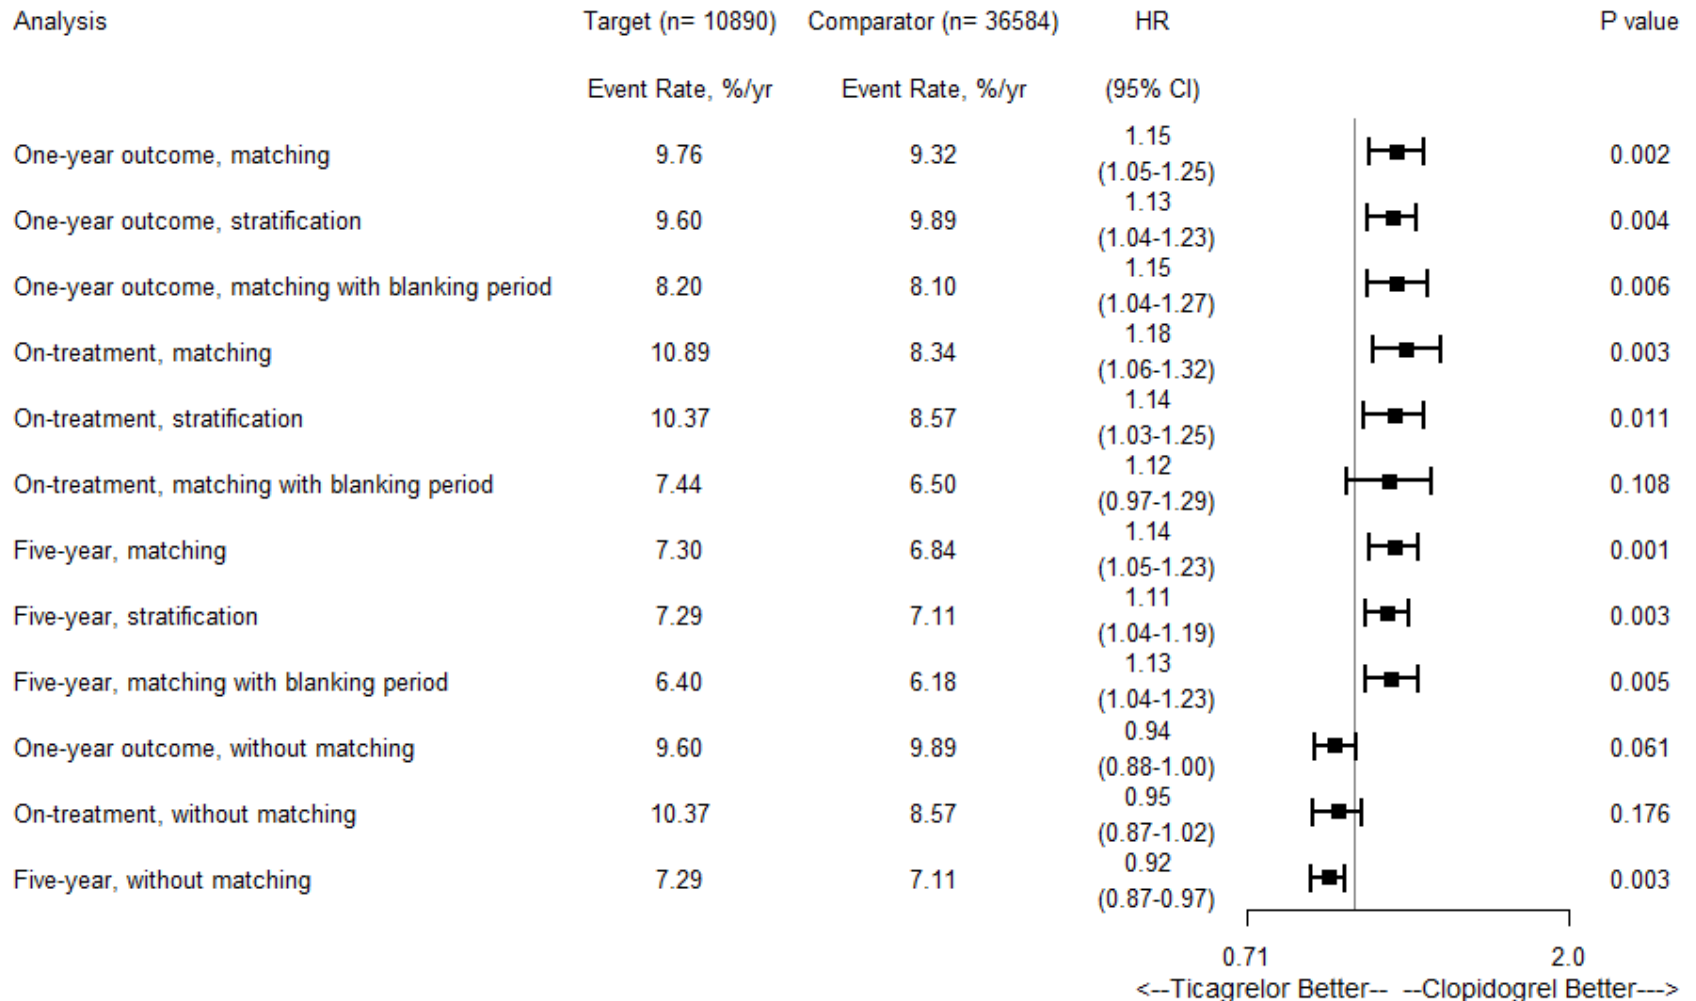 Analysis Target (n= 10890) Comparator (n= 36584) HR P value
Event Rate, %/yr Event Rate, %/yr (95% CI)
One-year outcome, matching 9.76 9.32 1.15 (1.05-1.25) 0.002
One-year outcome, stratification 9.60 9.89 1.13 (1.04-1.23) 0.004
One-year outcome, matching with blanking period 8.20 8.10 1.15 (1.04-1.27) 0.006
On-treatment, matching 10.89 8.34 1.18 (1.06-1.32) 0.003
On-treatment, stratification 10.37 8.57 1.14 (1.03-1.25) 0.011
On-treatment, matching with blanking period 7.44 6.50 1.12 (0.97-1.29) 0.108
Five-year, matching 7.30 6.84 1.14 (1.05-1.23) 0.001
Five-year, stratification 7.29 7.11 1.11 (1.04-1.19) 0.003
Five-year, matching with blanking period 6.40 6.18 1.13 (1.04-1.23) 0.005
One-year outcome, without matching 9.60 9.89 0.94 (0.88-1.00) 0.061
On-treatment, without matching 10.37 8.57 0.95 (0.87-1.02) 0.176
Five-year, without matching 7.29 7.11 0.92 (0.87-0.97) 0.003
0.71 2.0
<--Ticagrelor Better-- --Clopidogrel Better--->